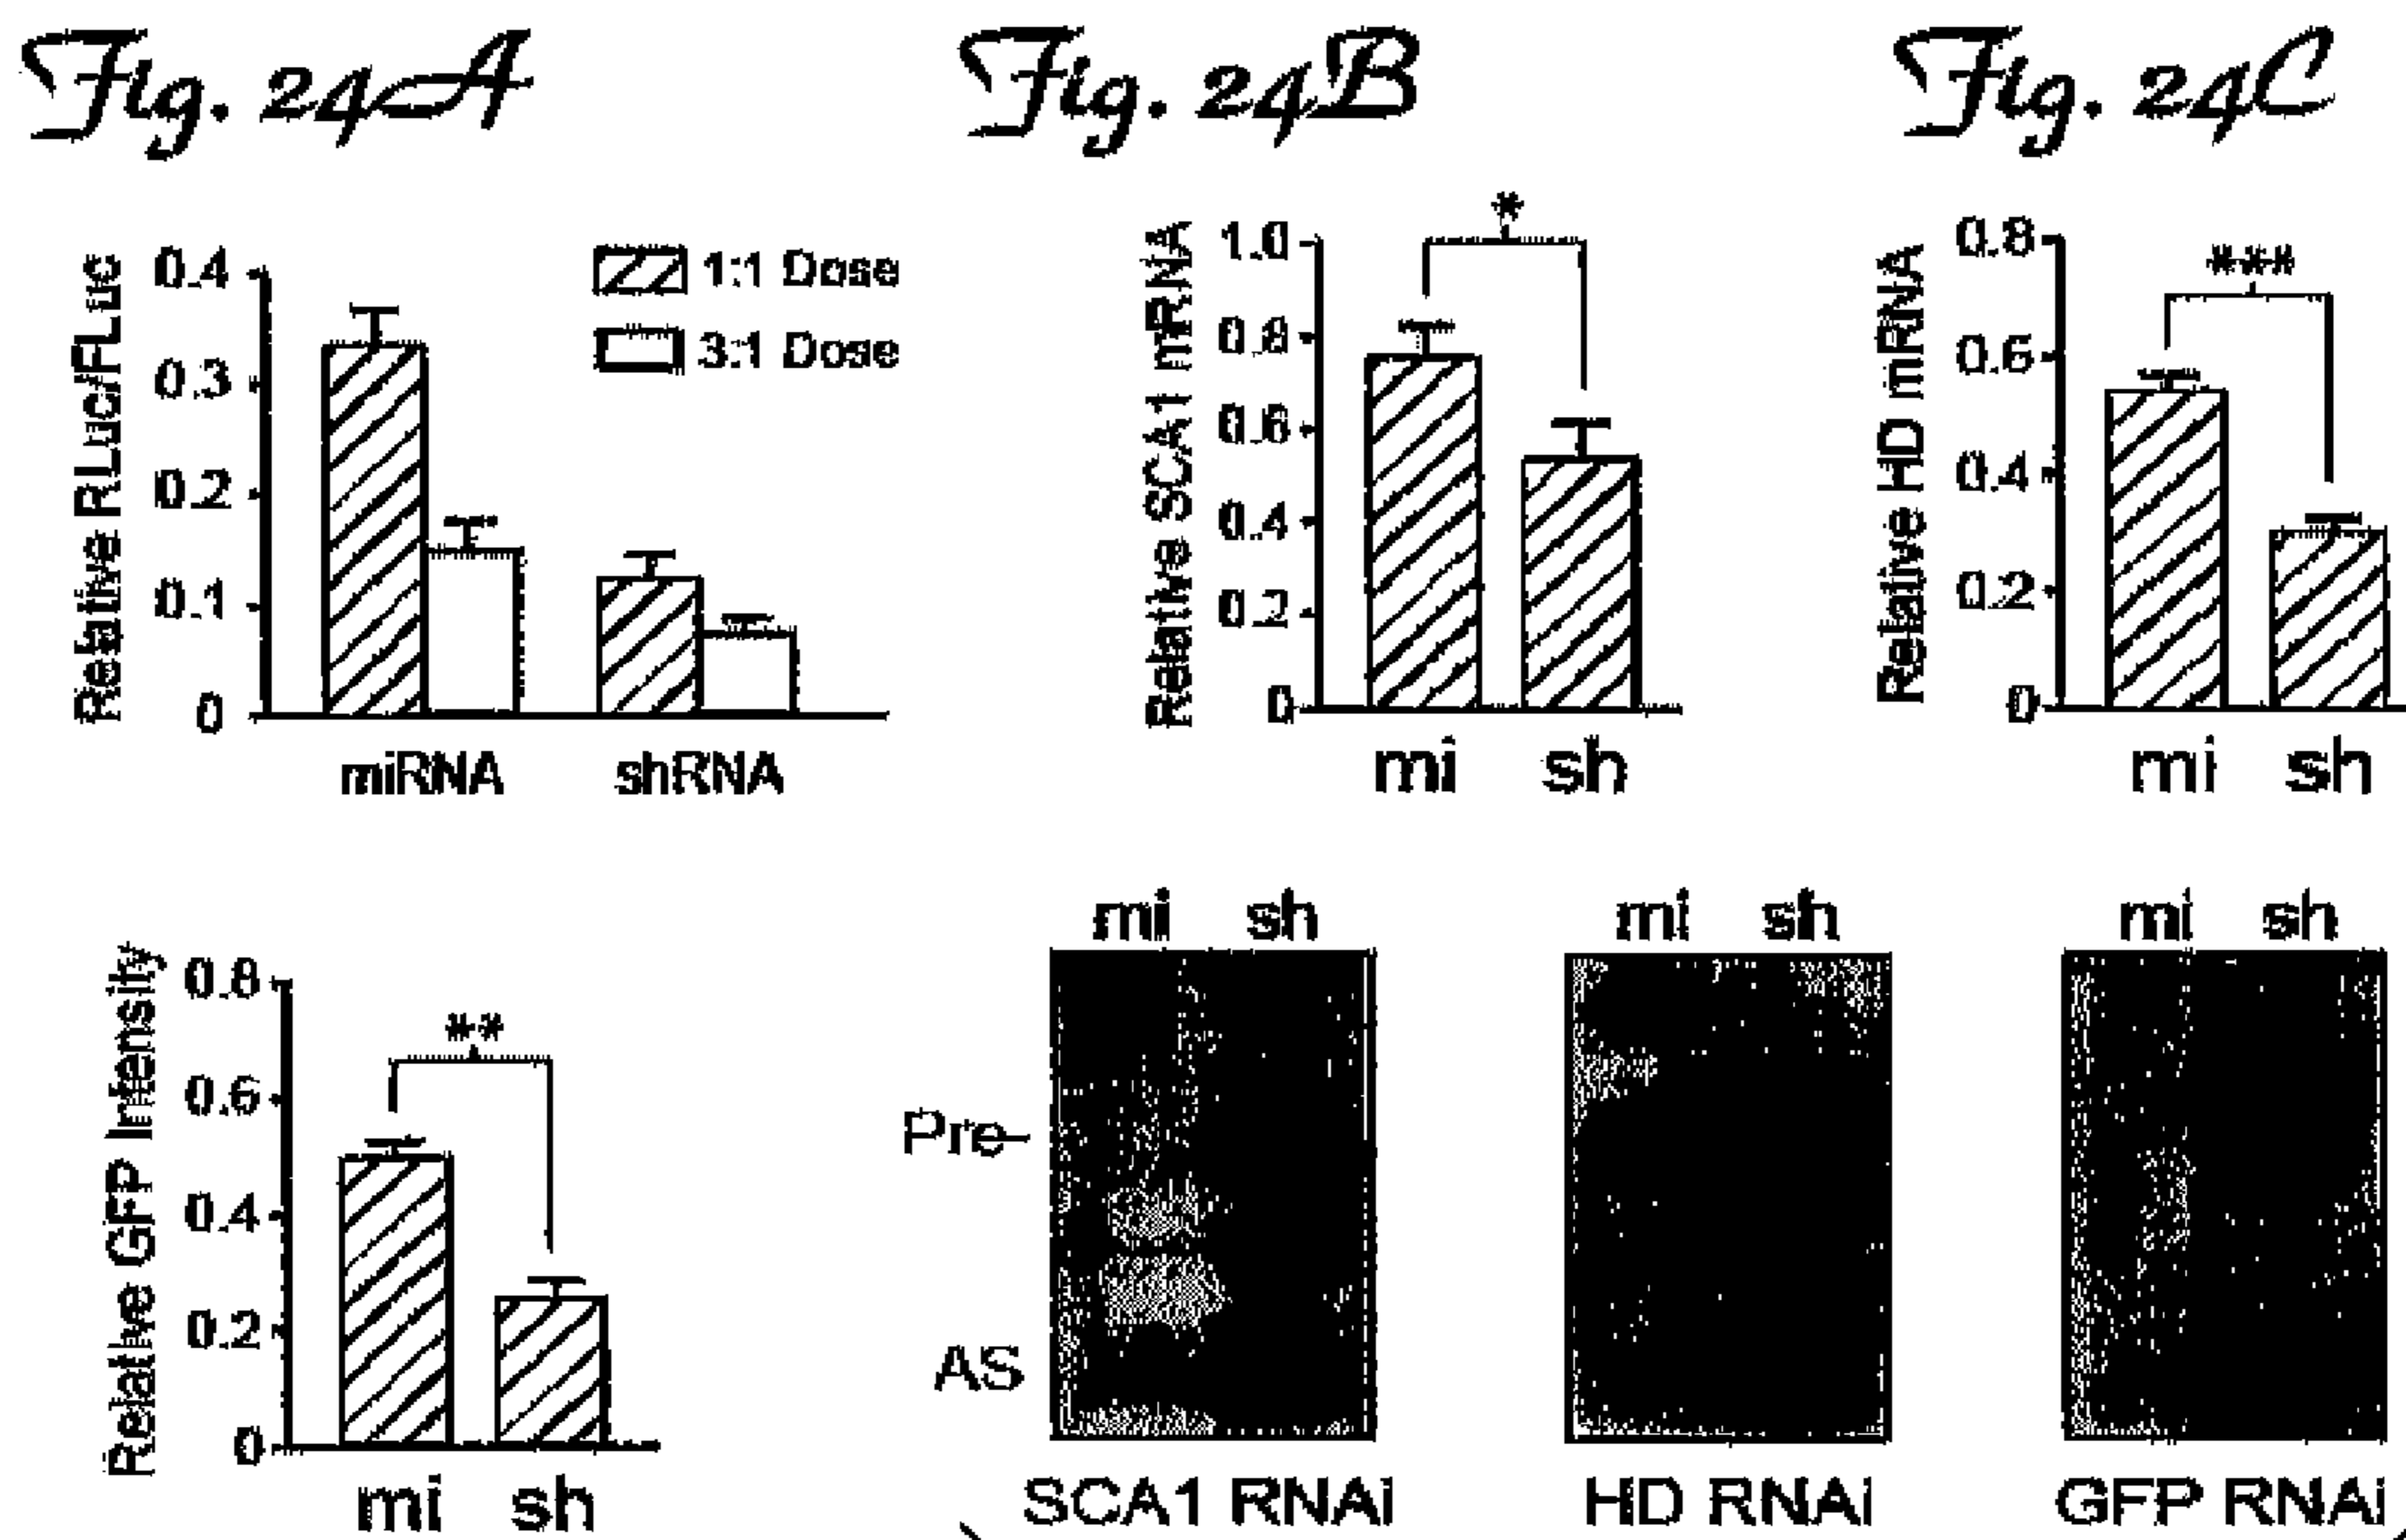 Fig. 24A
Fig. 24B
Fig. 24C
Relative RLuc/FLuc
0.4
0.3
0.2
0.1
0
1:1 Dose
3:1 Dose
miRNA shRNA
Relative SCA1 mRNA
1.0
0.8
0.6
0.4
0.2
0
*
mi sh
Relative HD mRNA
0.8
0.6
0.4
0.2
0
***
mi sh
Relative GFP Intensity
0.8
0.6
0.4
0.2
0
**
mi sh
mi sh
Pre-
AS
SCA1 RNAi
mi sh
HD RNAi
mi sh
GFP RNAi